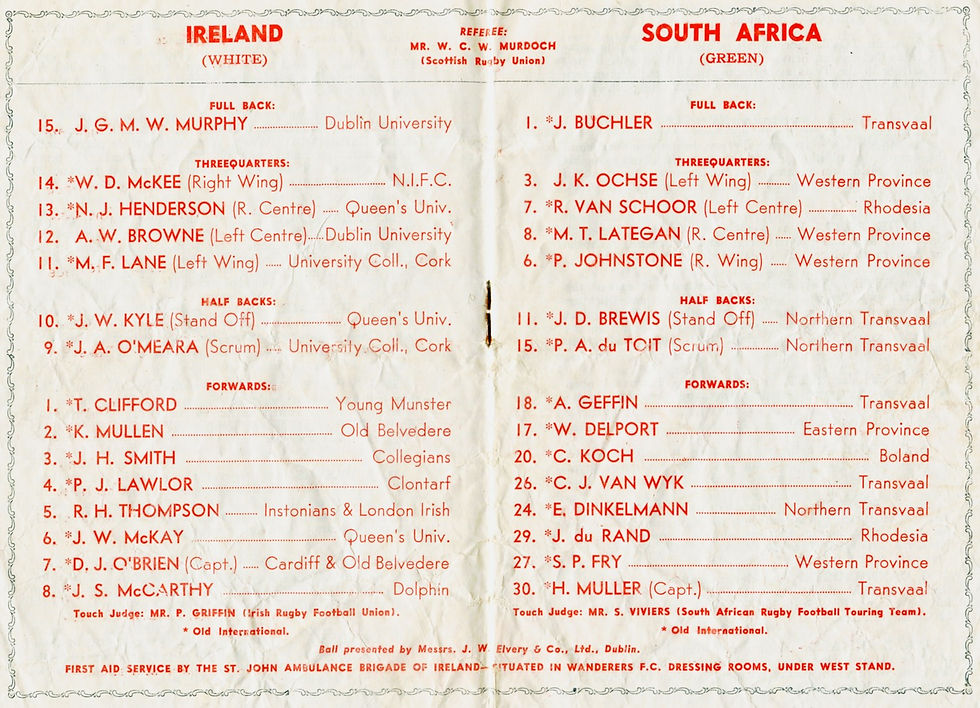 IRELAND
(WHITE)
REFEREE:
MR. W. C. W. MURDOCH
(Scottish Rugby Union)
SOUTH AFRICA
(GREEN)
FULL BACK:
15. J. G. M. W. MURPHY ........ Dublin University
THREEQUARTERS:
14. *W. D. McKEE (Right Wing) ........ N.I.F.C.
13. *N. J. HENDERSON (R. Centre) ..... Queen's Univ.
12. A. W. BROWNE (Left Centre)..... Dublin University
11. *M. F. LANE (Left Wing) ..... University Coll., Cork
HALF BACKS:
10. *J. W. KYLE (Stand Off) ........ Queen's Univ.
9. *J. A. O'MEARA (Scrum) ..... University Coll., Cork
FORWARDS:
1. *T. CLIFFORD ........ Young Munster
2. *K. MULLEN ........ Old Belvedere
3. *J. H. SMITH ........ Collegians
4. *P. J. LAWLOR ........ Clontarf
5. R. H. THOMPSON ........ Instonians & London Irish
6. *J. W. McKAY ........ Queen's Univ.
7. *D. J. O'BRIEN (Capt.) ..... Cardiff & Old Belvedere
8. *J. S. McCARTHY ........ Dolphin
Touch Judge: MR. P. GRIFFIN (Irish Rugby Football Union).
* Old International.
FULL BACK:
1. *J. BUCHLER ........ Transvaal
THREEQUARTERS:
3. J. K. OCHSE (Left Wing) ........ Western Province
7. *R. VAN SCHOOR (Left Centre) ........ Rhodesia
8. *M. T. LATEGAN (R. Centre) ..... Western Province
6. *P. JOHNSTONE (R. Wing) ..... Western Province
HALF BACKS:
11. *J. D. BREWIS (Stand Off) ..... Northern Transvaal
15. *P. A. du TOIT (Scrum) ........ Northern Transvaal
FORWARDS:
18. *A. GEFFIN ........ Transvaal
17. *W. DELPORT ........ Eastern Province
20. *C. KOCH ........ Boland
26. *C. J. VAN WYK ........ Transvaal
24. *E. DINKELMANN ........ Northern Transvaal
29. *J. du RAND ........ Rhodesia
27. *S. P. FRY ........ Western Province
30. *H. MULLER (Capt.) ........ Transvaal
Touch Judge: MR. S. VIVIERS (South African Rugby Football Touring Team).
* Old International.
Ball presented by Messrs. J. W. Elvery & Co., Ltd., Dublin.
FIRST AID SERVICE BY THE ST. JOHN AMBULANCE BRIGADE OF IRELAND—SITUATED IN WANDERERS F.C. DRESSING ROOMS, UNDER WEST STAND.